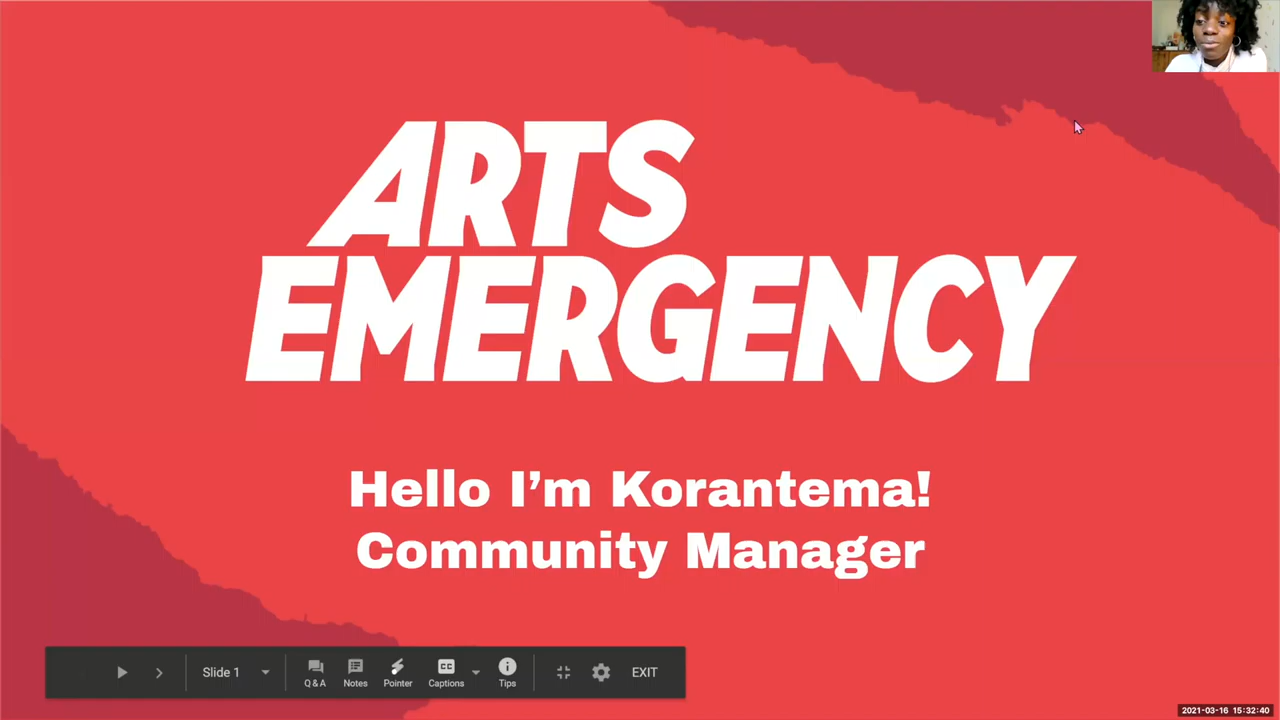 ARTS
EMERGENCY
Hello I’m Korantema!
Community Manager
Slide 1
Q & A
Notes
Pointer
CC
Captions
Tips
EXIT
2021-03-16 15:32:40